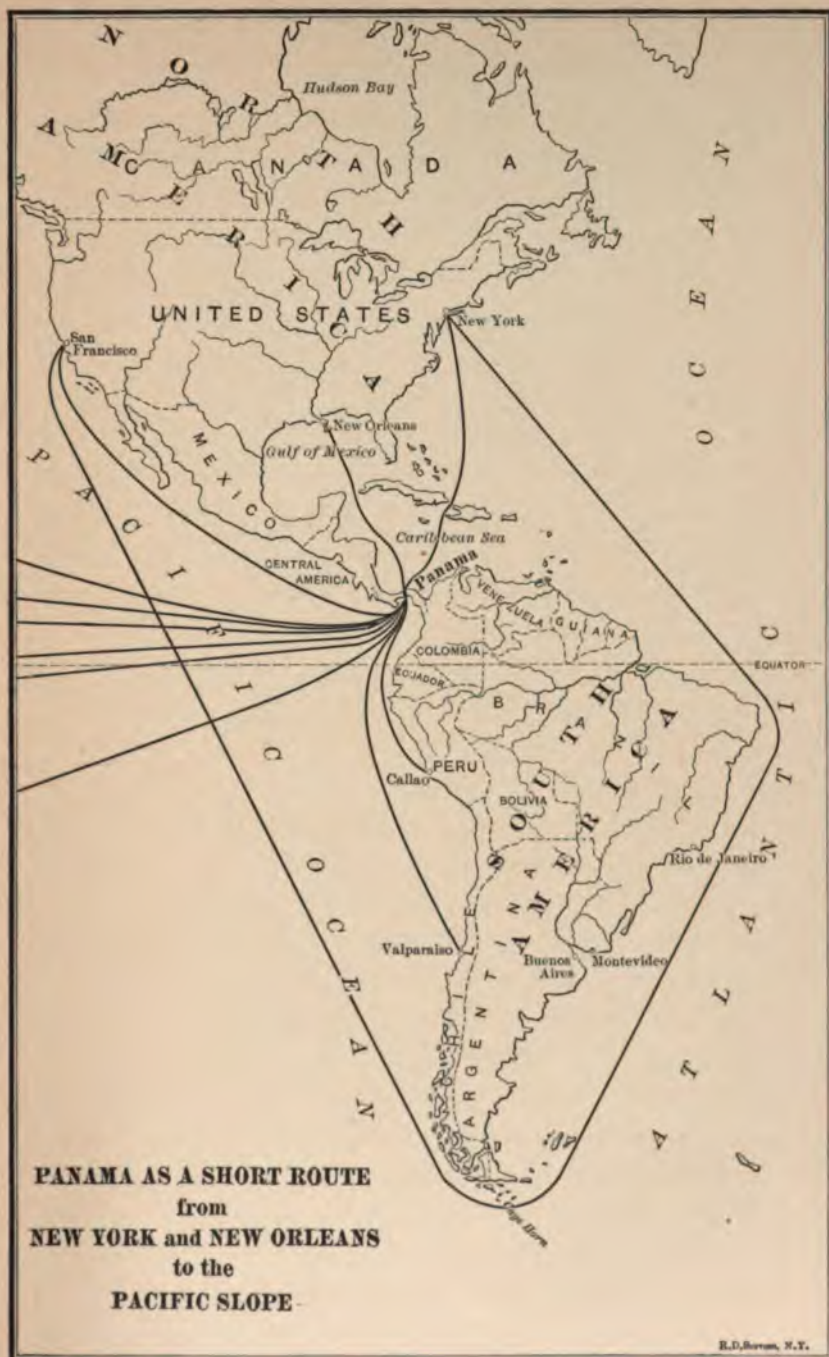 NORTH AMERICA
Hudson Bay
CANADA
UNITED STATES
New York
San
Francisco
New Orleans
Gulf of Mexico
MEXICO
Caribbean Sea
CENTRAL
AMERICA
Panama
VENEZUELA
GUIANA
COLOMBIA
EQUATOR
ECUADOR
BRAZIL
SOUTH AMERICA
PERU
Callao
BOLIVIA
Rio de Janeiro
CHILE
Valparaiso
ARGENTINA
Buenos
Aires
Montevideo
Cape Horn
PACIFIC OCEAN
ATLANTIC OCEAN
PANAMA AS A SHORT ROUTE
from
NEW YORK and NEW ORLEANS
to the
PACIFIC SLOPE
N.Y.